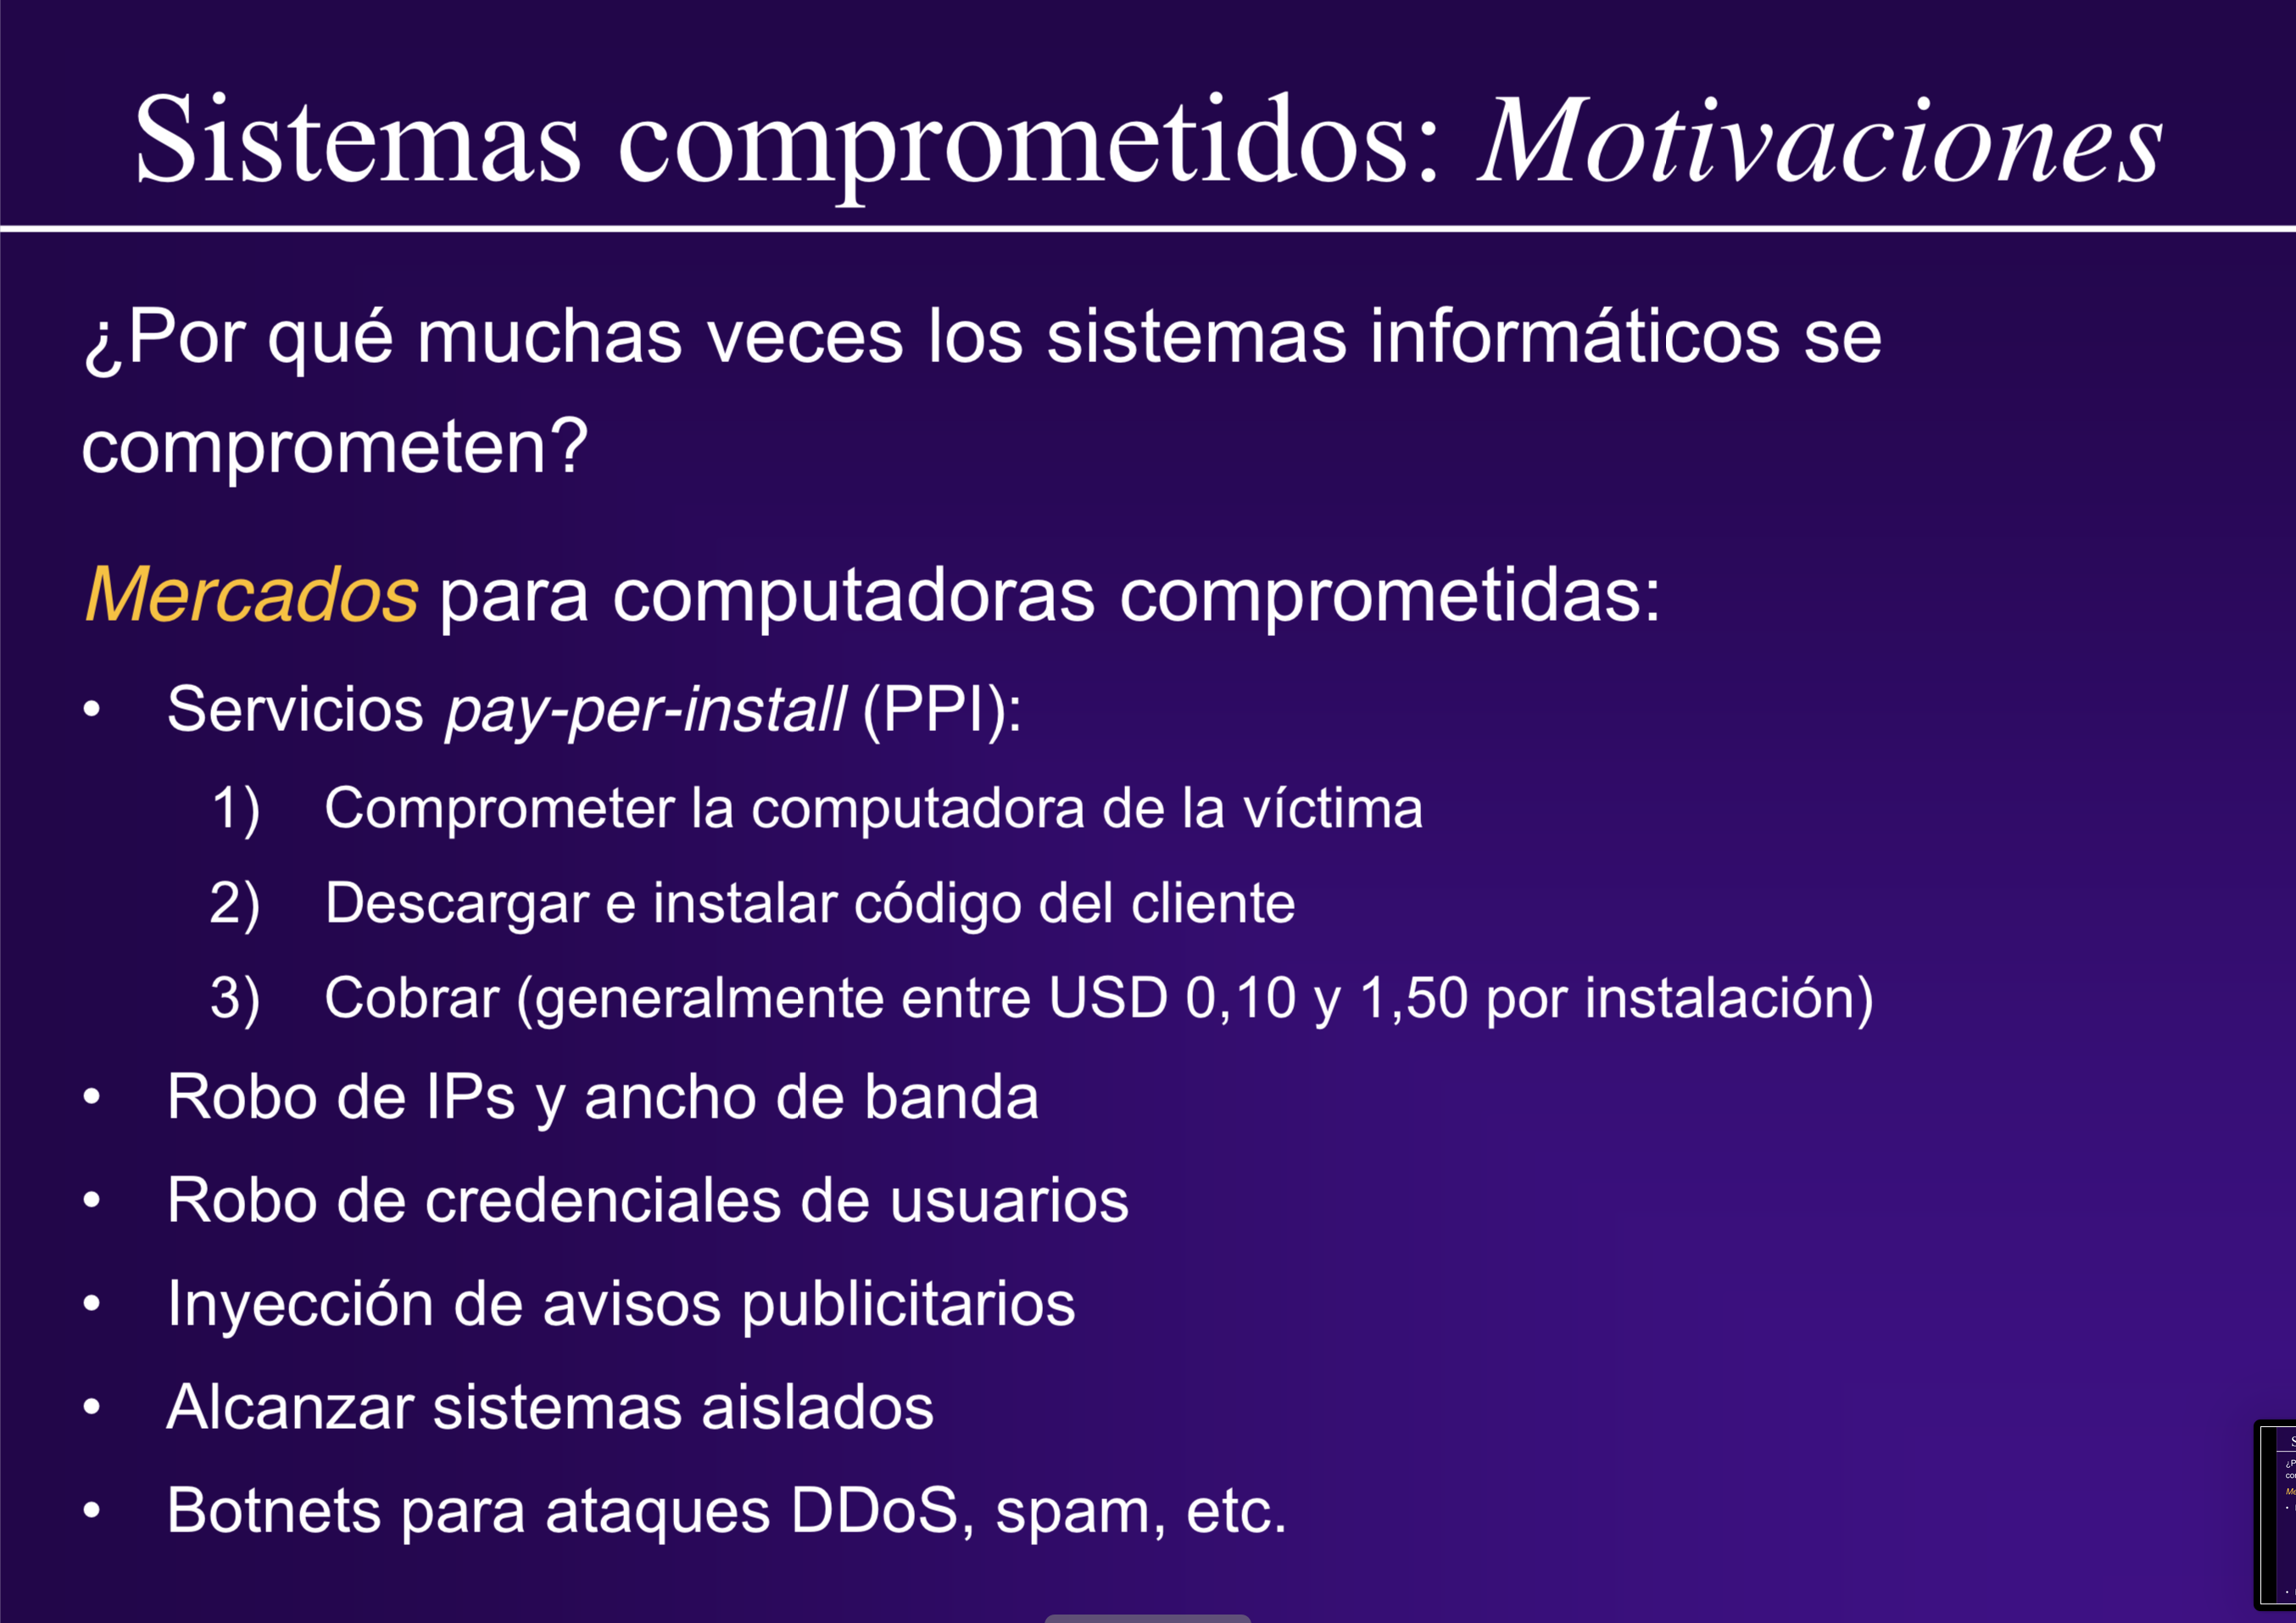 Sistemas comprometidos: Motivaciones
¿Por qué muchas veces los sistemas informáticos se
comprometen?
Mercados para computadoras comprometidas:
• Servicios pay-per-install (PPI):
1) Comprometer la computadora de la víctima
2) Descargar e instalar código del cliente
3) Cobrar (generalmente entre USD 0,10 y 1,50 por instalación)
• Robo de IPs y ancho de banda
• Robo de credenciales de usuarios
• Inyección de avisos publicitarios
• Alcanzar sistemas aislados
• Botnets para ataques DDoS, spam, etc.